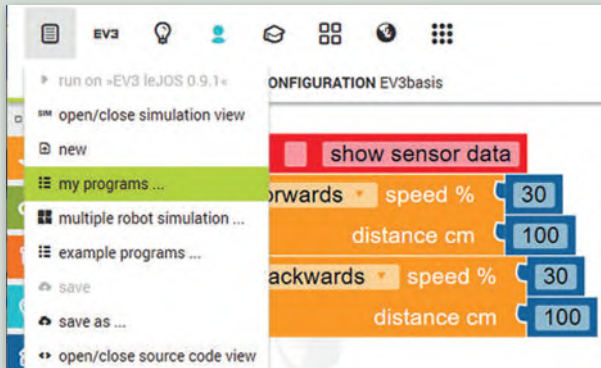 EV3
run on »EV3 leJOS 0.9.1«
ONFIGURATION EV3basis
SIM open/close simulation view
new
show sensor data
my programs ...
orwards speed % 30
multiple robot simulation ...
distance cm 100
example programs ...
ackwards speed % 30
save
save as ...
distance cm 100
open/close source code view